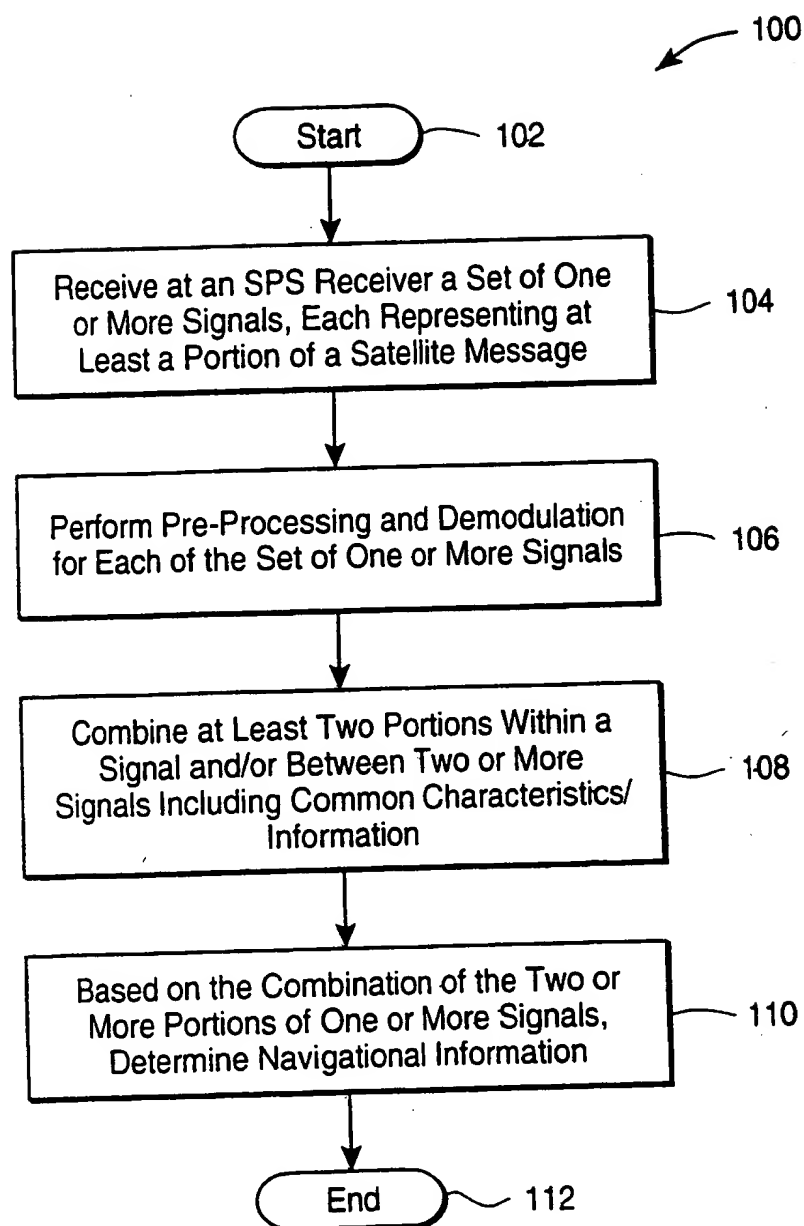 100
Start
102
Receive at an SPS Receiver a Set of One
or More Signals, Each Representing at
Least a Portion of a Satellite Message
104
Perform Pre-Processing and Demodulation
for Each of the Set of One or More Signals
106
Combine at Least Two Portions Within a
Signal and/or Between Two or More
Signals Including Common Characteristics/
Information
108
Based on the Combination of the Two or
More Portions of One or More Signals,
Determine Navigational Information
110
End
112